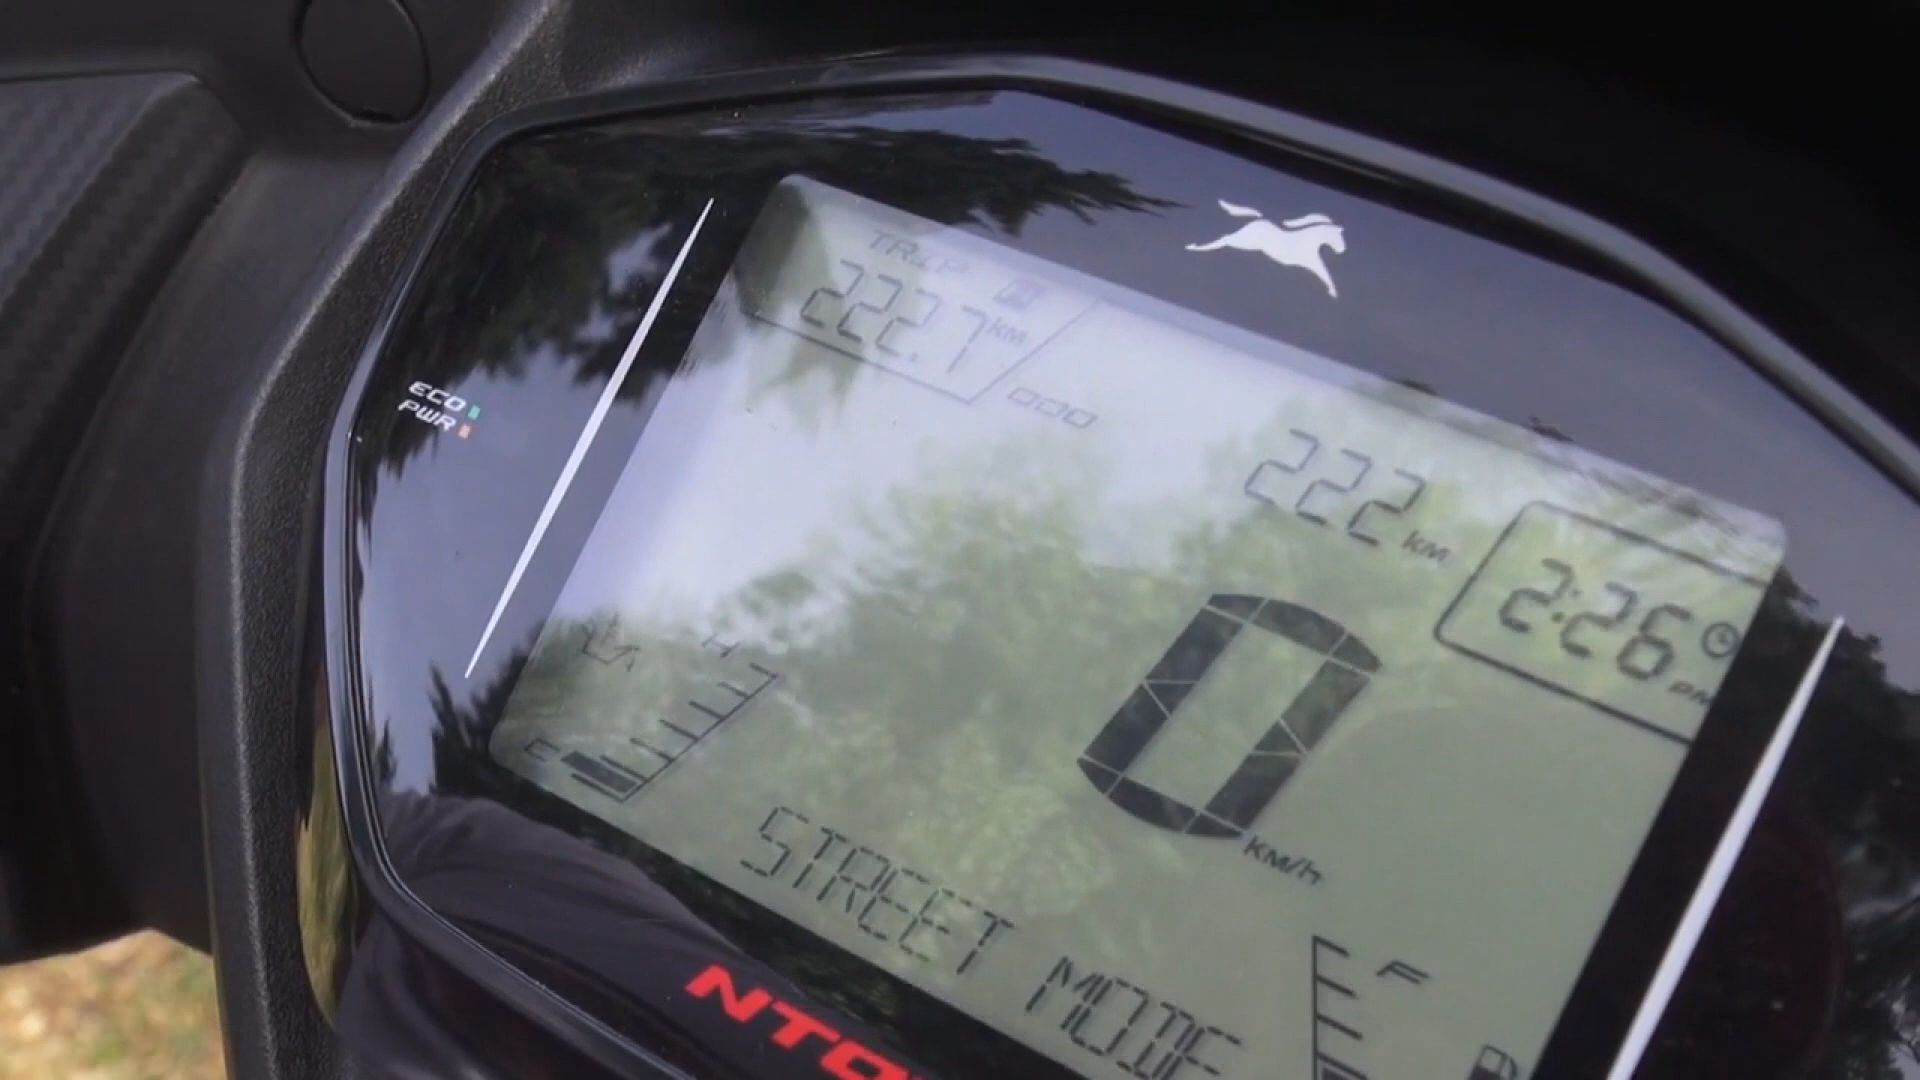 TRIP
222.7 KM
000
222 KM
2:26 PM
ECO
PWR
H
E
0 KM/h
STREET MODE
F
NTO